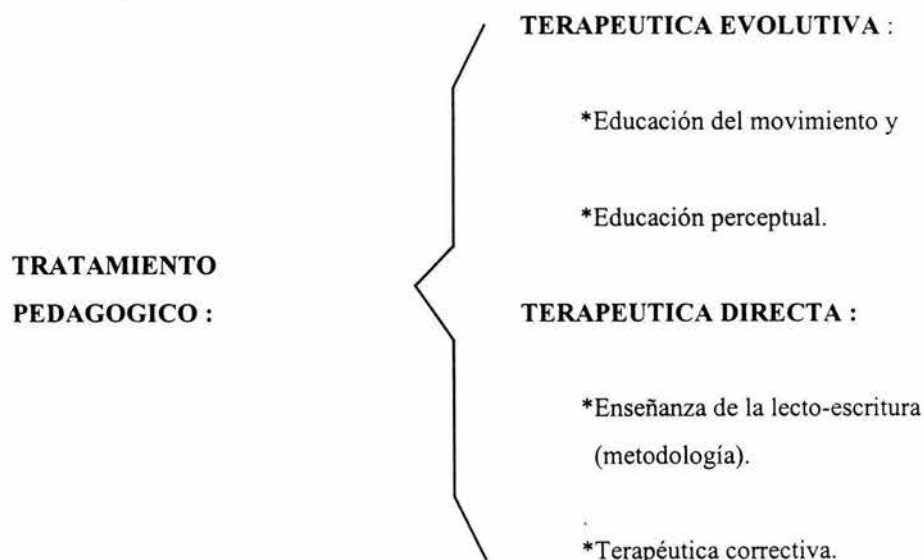 TERAPEUTICA EVOLUTIVA :
*Educación del movimiento y
*Educación perceptual.
TRATAMIENTO
PEDAGOGICO :
TERAPEUTICA DIRECTA :
*Enseñanza de la lecto-escritura
(metodología).
*Terapéutica correctiva.